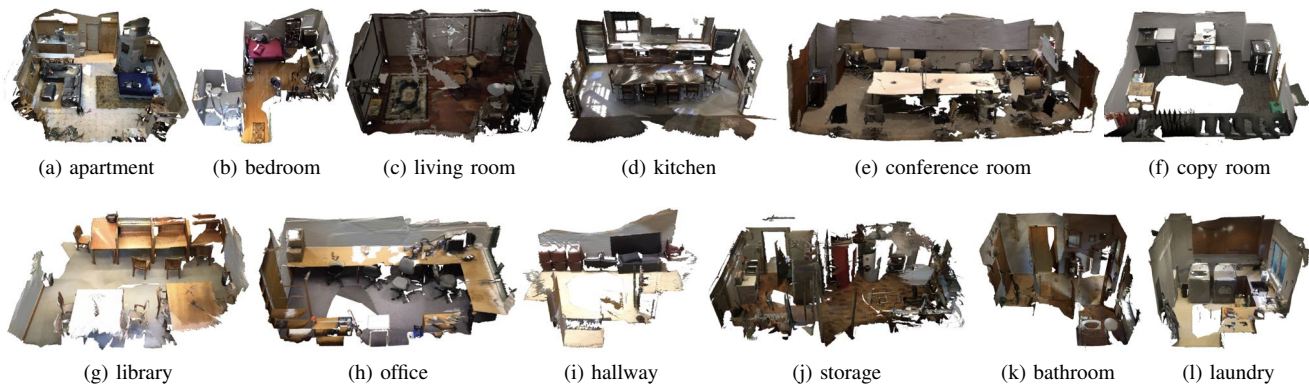 (a) apartment
(b) bedroom
(c) living room
(d) kitchen
(e) conference room
(f) copy room
(g) library
(h) office
(i) hallway
(j) storage
(k) bathroom
(l) laundry